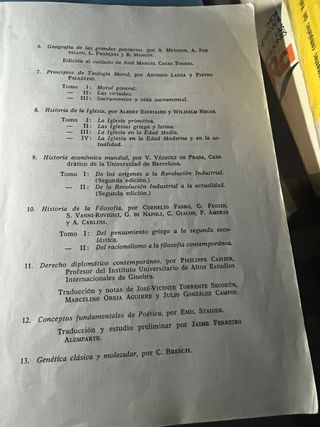 6. Geografía de las grandes potencias, por A. MEYNIER, A. PER
PELLOU, L. FRANÇOIS y R. MANGIN.
Edición al cuidado de JOSÉ MANUEL CASAS TORRES.
7. Principios de Teología Moral, por ANTONIO LANZA y PIETRO
PALAZZINI.
Tomo I: Moral general.
— II: Las virtudes.
— III: Sacramentos y vida sacramental.
8. Historia de la Iglesia, por ALBERT EHRHARD y WILHELM NEUSS.
Tomo I: La Iglesia primitiva.
— II: Las Iglesias griega y latina.
— III: La Iglesia en la Edad Media.
— IV: La Iglesia en la Edad Moderna y en la ac-
tualidad.
9. Historia económica mundial, por V. VÁZQUEZ DE PRADA, Cate-
drático de la Universidad de Barcelona.
Tomo I: De los orígenes a la Revolución Industrial.
(Segunda edición.)
— II: De la Revolución Industrial a la actualidad.
(Segunda edición.)
10. Historia de la Filosofía, por CORNELIO FABRO, G. FAGGIN,
S. VANNI-ROVIGHI, G. DI NAPOLI, C. GIACON, F. AMERIO
y A. CARLINI.
Tomo I: Del pensamiento griego a la segunda esco-
lástica.
— II: Del racionalismo a la filosofía contemporánea.
11. Derecho diplomático contemporáneo, por PHILIPPE CAHIER,
Profesor del Instituto Universitario de Altos Estudios
Internacionales de Ginebra.
Traducción y notas de JOSÉ-VICENTE TORRENTE SECORÚN,
MARCELINO OREJA AGUIRRE y JULIO GONZÁLEZ CAMPOS.
12. Conceptos fundamentales de Poética, por EMIL STAIGER.
Traducción y estudio preliminar por JAIME FERREIRO
ALEMPARTE.
13. Genética clásica y molecular, por C. BRESCH.